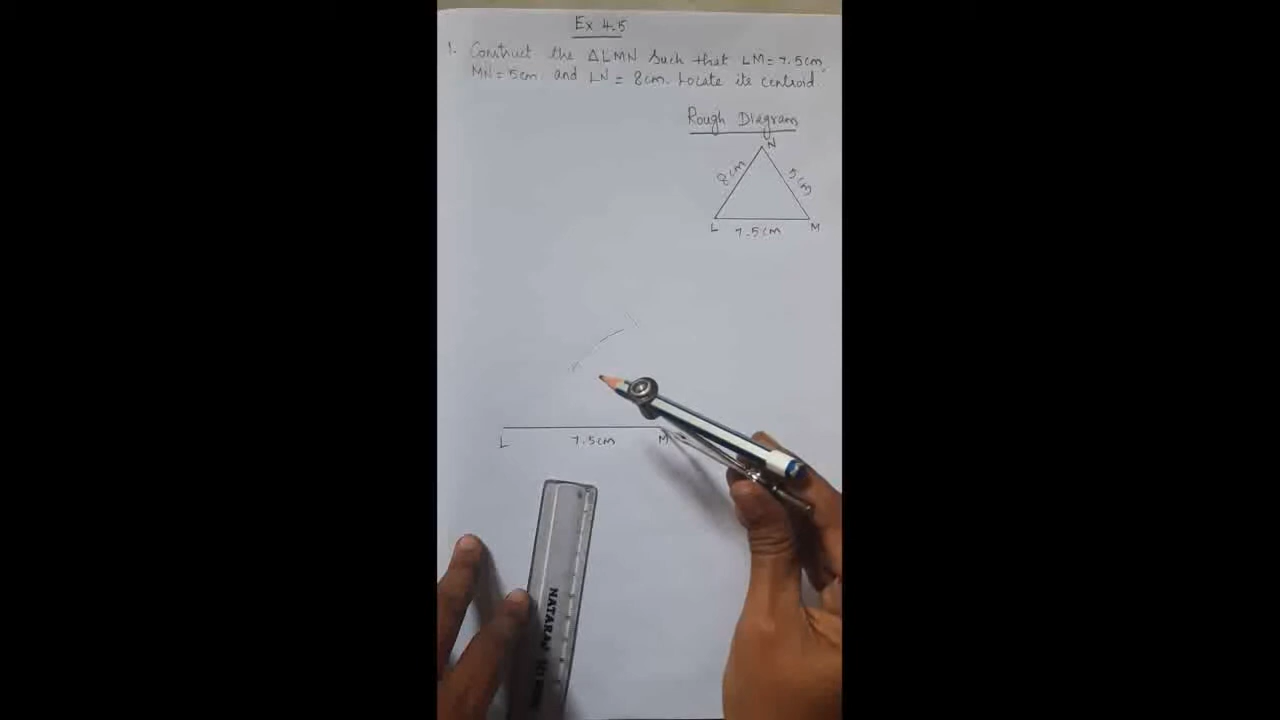 Ex 4.5
1. Construct the △LMN such that LM = 7.5cm,
MN = 5cm and LN = 8cm. Locate its centroid.
Rough Diagram
N
8cm
5cm
L
M
7.5cm
L
7.5cm
M
NATARAJ